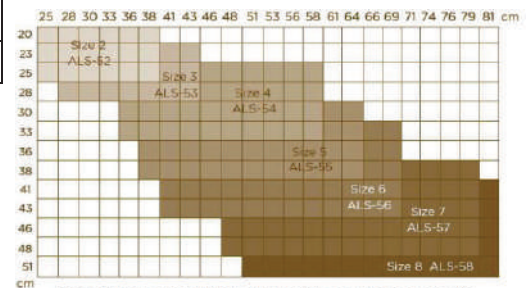 25 28 30 33 36 38 41 43 46 48 51 53 56 58 61 64 66 69 71 74 76 79 81 cm
20
23
25
28
30
33
36
38
41
43
46
48
51
cm
Size 2
ALS-52
Size 3
ALS-53
Size 4
ALS-54
Size 5
ALS-55
Size 6
ALS-56
Size 7
ALS-57
Size 8 ALS-58